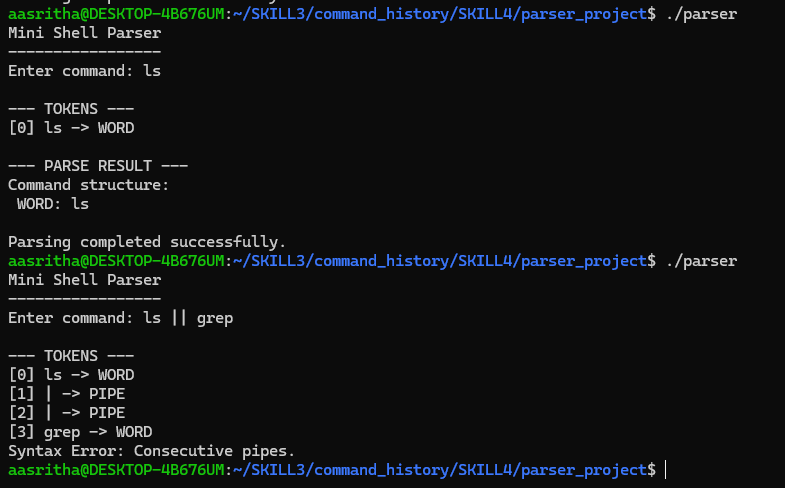 aasritha@DESKTOP-4B676UM:~/SKILL3/command_history/SKILL4/parser_project$ ./parser
Mini Shell Parser
-----------------
Enter command: ls
--- TOKENS ---
[0] ls -> WORD
--- PARSE RESULT ---
Command structure:
WORD: ls
Parsing completed successfully.
aasritha@DESKTOP-4B676UM:~/SKILL3/command_history/SKILL4/parser_project$ ./parser
Mini Shell Parser
-----------------
Enter command: ls || grep
--- TOKENS ---
[0] ls -> WORD
[1] | -> PIPE
[2] | -> PIPE
[3] grep -> WORD
Syntax Error: Consecutive pipes.
aasritha@DESKTOP-4B676UM:~/SKILL3/command_history/SKILL4/parser_project$